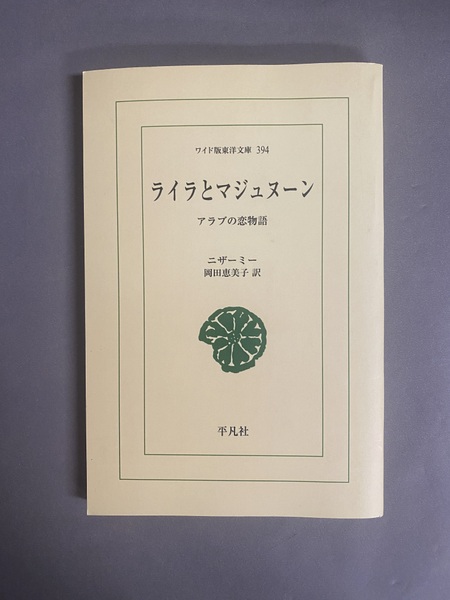 ワイド版東洋文庫 394
ライラとマジュヌーン
アラブの恋物語
ニザーミー
岡田恵美子 訳
平凡社